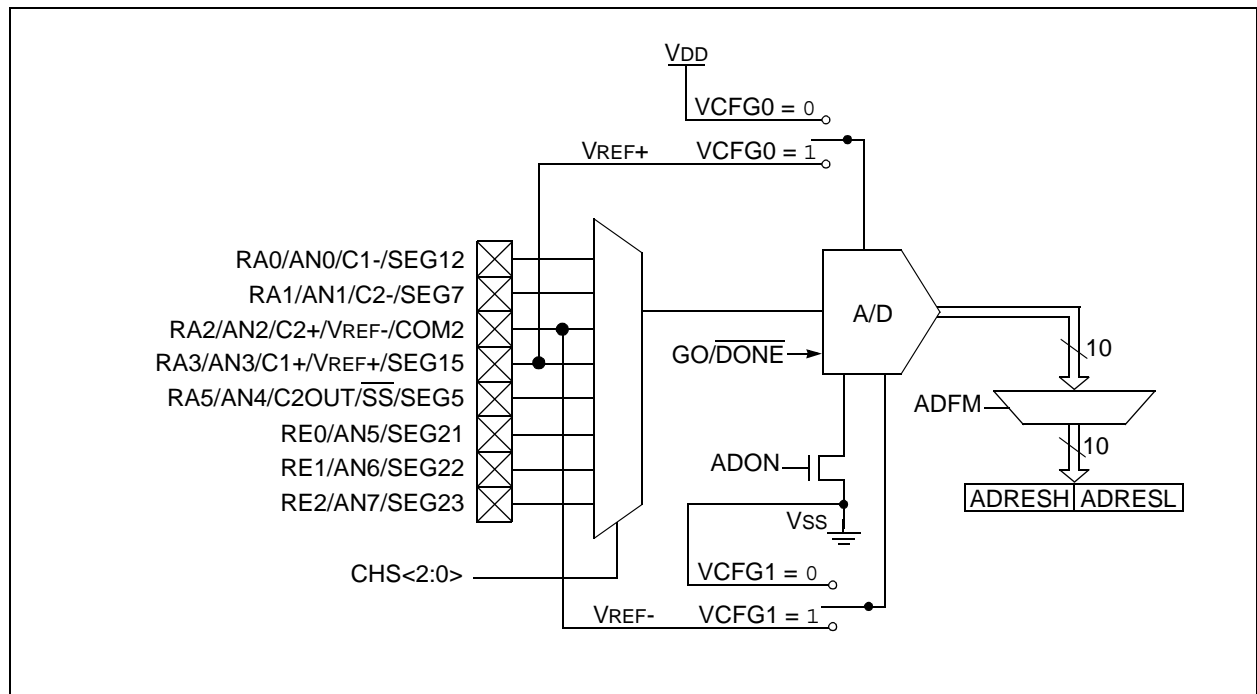 VDD
VCFG0 = 0
VREF+ VCFG0 = 1
RA0/AN0/C1-/SEG12
RA1/AN1/C2-/SEG7
RA2/AN2/C2+/VREF-/COM2
RA3/AN3/C1+/VREF+/SEG15
RA5/AN4/C2OUT/S̅S̅/SEG5
RE0/AN5/SEG21
RE1/AN6/SEG22
RE2/AN7/SEG23
CHS<2:0>
A/D
GO/D̅O̅N̅E̅
10
ADFM
10
ADON
ADRESH ADRESL
VSS
VCFG1 = 0
VREF- VCFG1 = 1